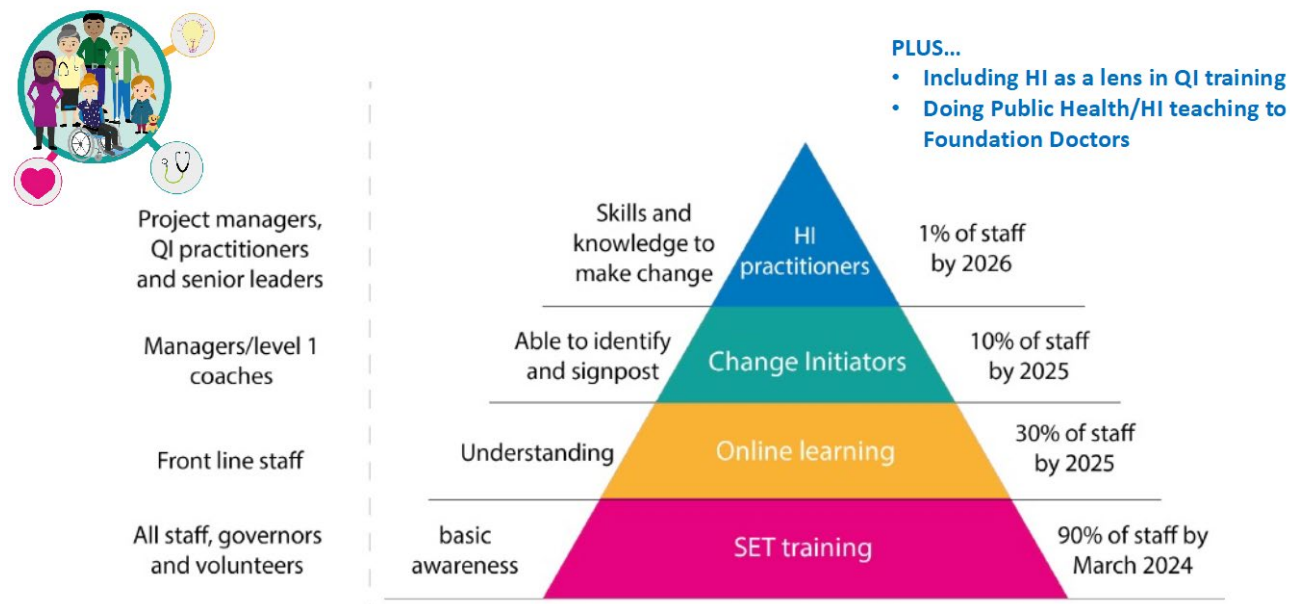 PLUS...
• Including HI as a lens in QI training
• Doing Public Health/HI teaching to
Foundation Doctors
Project managers,
QI practitioners
and senior leaders
Skills and
knowledge to
make change
HI
practitioners
1% of staff
by 2026
Managers/level 1
coaches
Able to identify
and signpost
Change Initiators
10% of staff
by 2025
Front line staff
Understanding
Online learning
30% of staff
by 2025
All staff, governors
and volunteers
basic
awareness
SET training
90% of staff by
March 2024